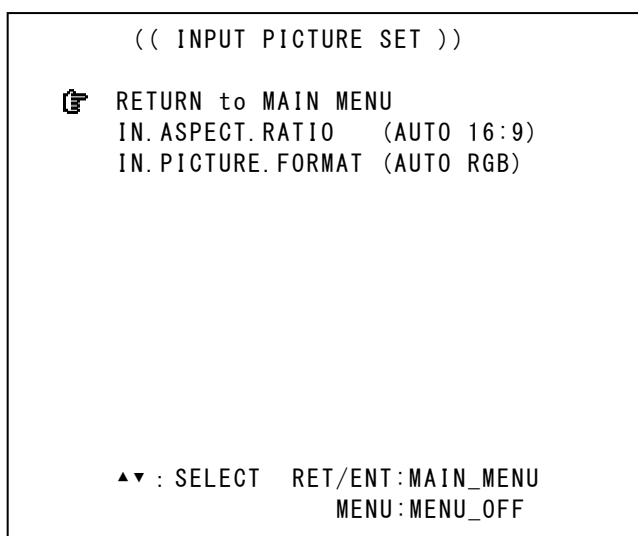 (( INPUT PICTURE SET ))
☞ RETURN to MAIN MENU
IN.ASPECT.RATIO (AUTO 16:9)
IN.PICTURE.FORMAT (AUTO RGB)
▲▼:SELECT RET/ENT:MAIN_MENU
MENU:MENU_OFF